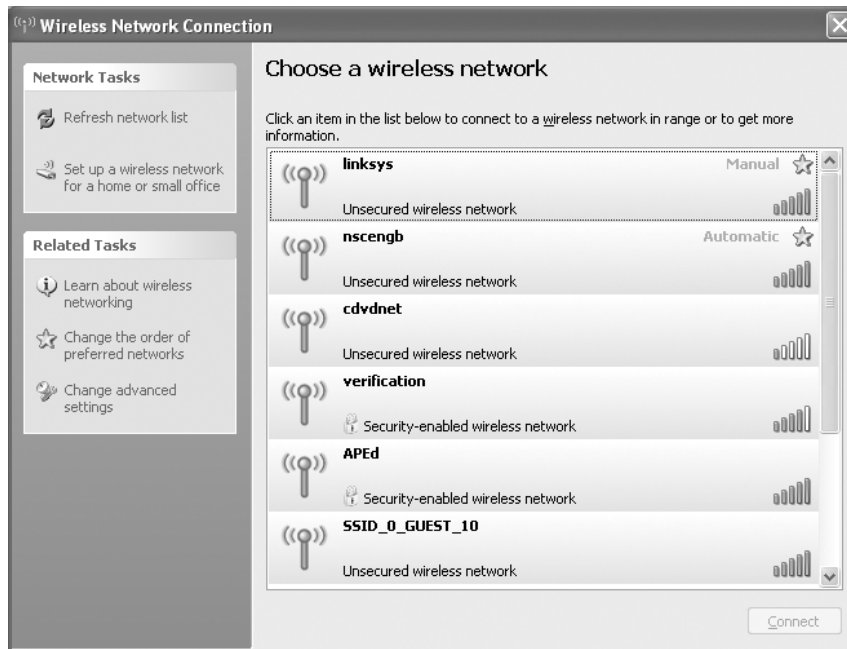 Wireless Network Connection
Network Tasks
Refresh network list
Set up a wireless network
for a home or small office
Related Tasks
Learn about wireless
networking
Change the order of
preferred networks
Change advanced
settings
Choose a wireless network
Click an item in the list below to connect to a wireless network in range or to get more
information.
linksys Manual
Unsecured wireless network
nscengb Automatic
Unsecured wireless network
cdvdnet
Unsecured wireless network
verification
Security-enabled wireless network
APEd
Security-enabled wireless network
SSID_0_GUEST_10
Unsecured wireless network
Connect